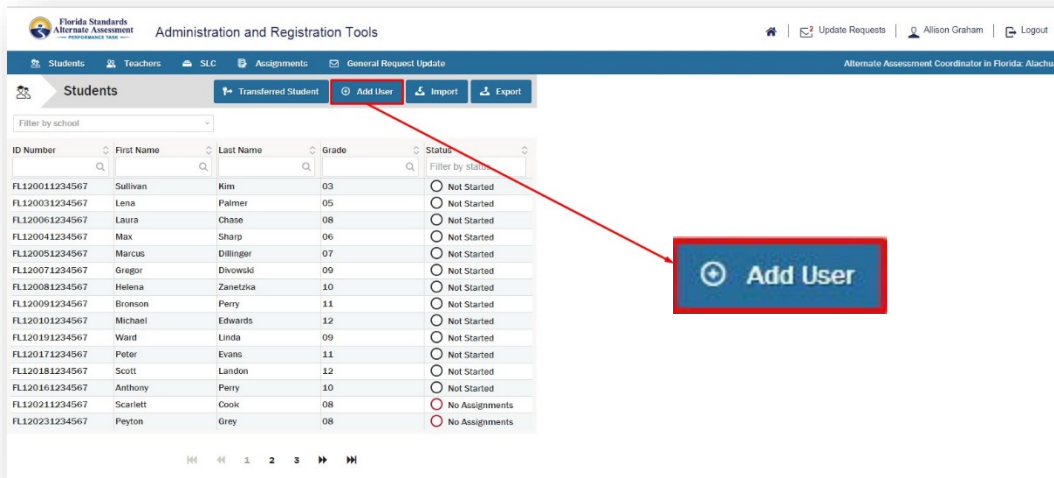 Florida Standards
Alternate Assessment
PERFORMANCE TASK
Administration and Registration Tools
2 Update Requests
Allison Graham
Logout
Students Teachers SLC Assignments General Request Update
Alternate Assessment Coordinator in Florida: Alachu
Students
Transferred Student Add User Import Export
Filter by school
ID Number First Name Last Name Grade Status
Filter by status
FL120011234567 Sullivan Kim 03 Not Started
FL120031234567 Lena Palmer 05 Not Started
FL120061234567 Laura Chase 08 Not Started
FL120041234567 Max Sharp 06 Not Started
FL120051234567 Marcus Dillinger 07 Not Started
FL120071234567 Gregor Divowski 09 Not Started
FL120081234567 Helena Zanetzka 10 Not Started
FL120091234567 Bronson Perry 11 Not Started
FL120101234567 Michael Edwards 12 Not Started
FL120191234567 Ward Linda 09 Not Started
FL120171234567 Peter Evans 11 Not Started
FL120181234567 Scott Landon 12 Not Started
FL120161234567 Anthony Perry 10 Not Started
FL120211234567 Scarlett Cook 08 No Assignments
FL120231234567 Peyton Grey 08 No Assignments
1 2 3
Add User